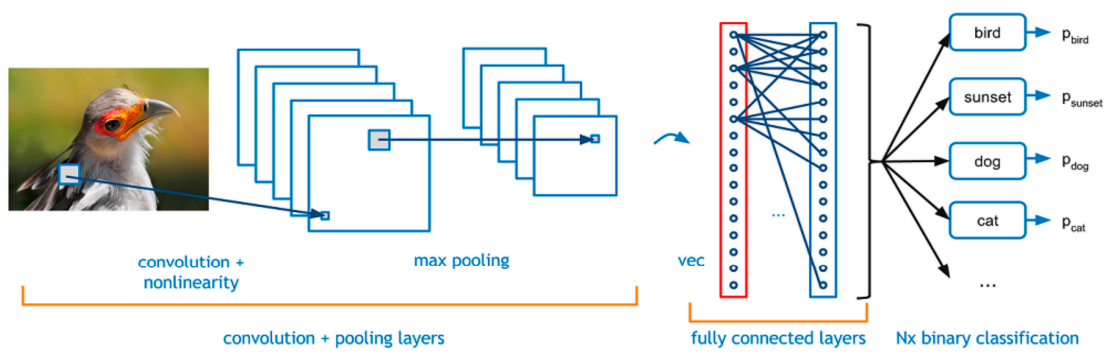 bird
p_bird
sunset
p_sunset
dog
p_dog
cat
p_cat
...
...
convolution +
nonlinearity
max pooling
vec
convolution + pooling layers
fully connected layers
Nx binary classification